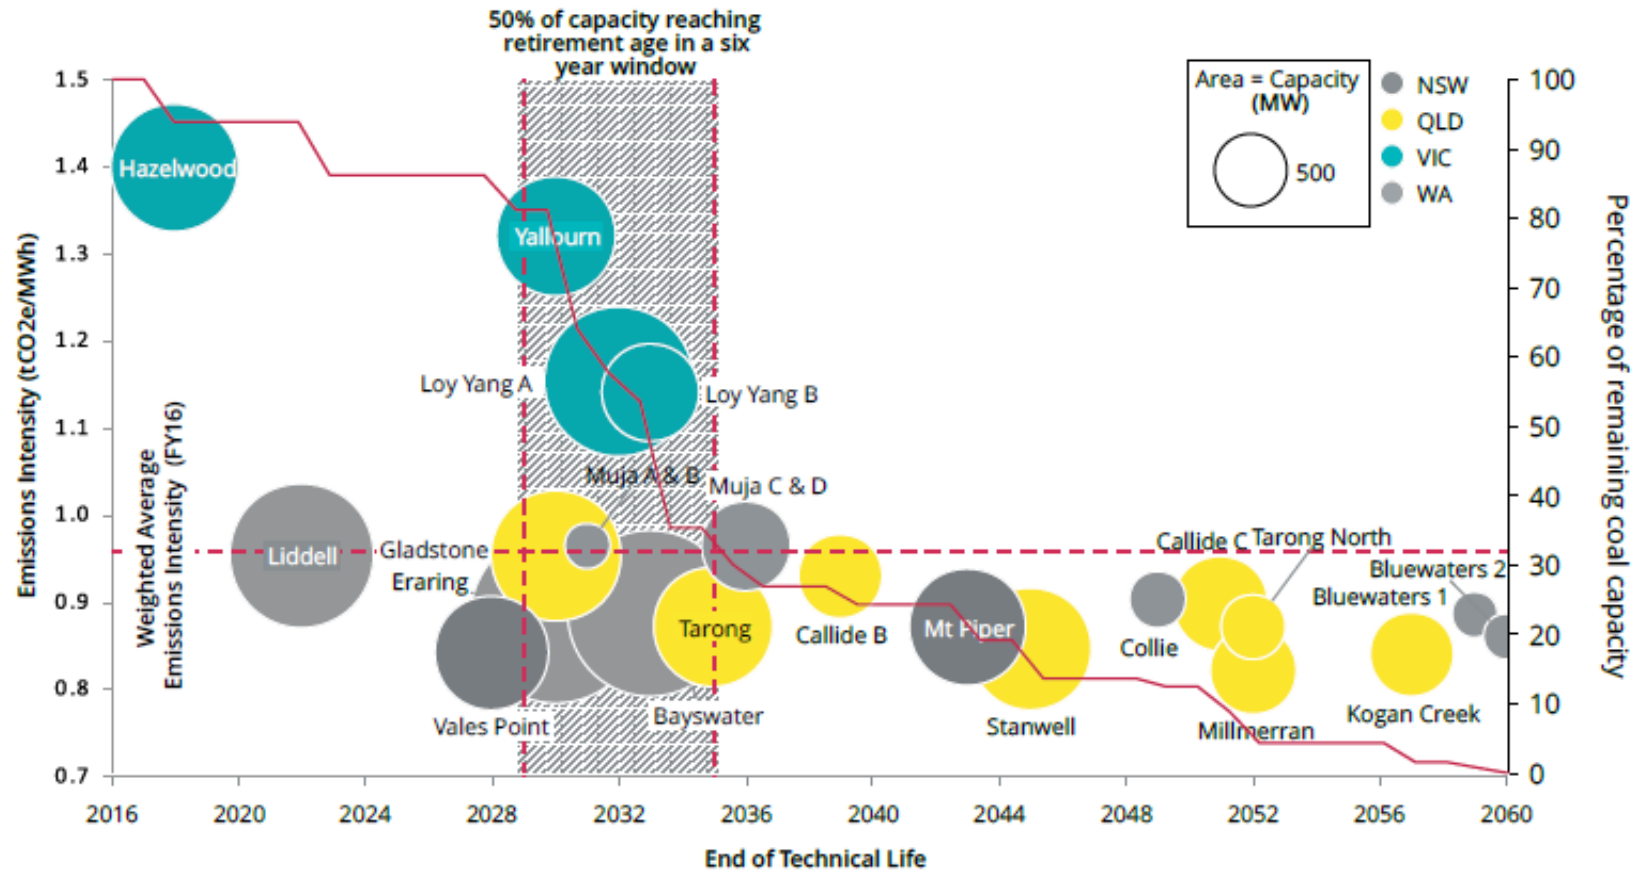 50% of capacity reaching
retirement age in a six
year window
Area = Capacity
(MW)
500
NSW
QLD
VIC
WA
Emissions Intensity (tCO2e/MWh)
1.5
1.4
1.3
1.2
1.1
1.0
0.9
0.8
0.7
Weighted Average
Emissions Intensity (FY16)
Hazelwood
Yallourn
Loy Yang A
Loy Yang B
Muja A & B
Muja C & D
Liddell
Gladstone
Eraring
Vales Point
Bayswater
Tarong
Callide B
Mt Piper
Stanwell
Collie
Callide C
Tarong North
Millmerran
Bluewaters 2
Bluewaters 1
Kogan Creek
100
90
80
70
60
50
40
30
20
10
0
Percentage of remaining coal capacity
2016
2020
2024
2028
2032
2036
2040
2044
2048
2052
2056
2060
End of Technical Life